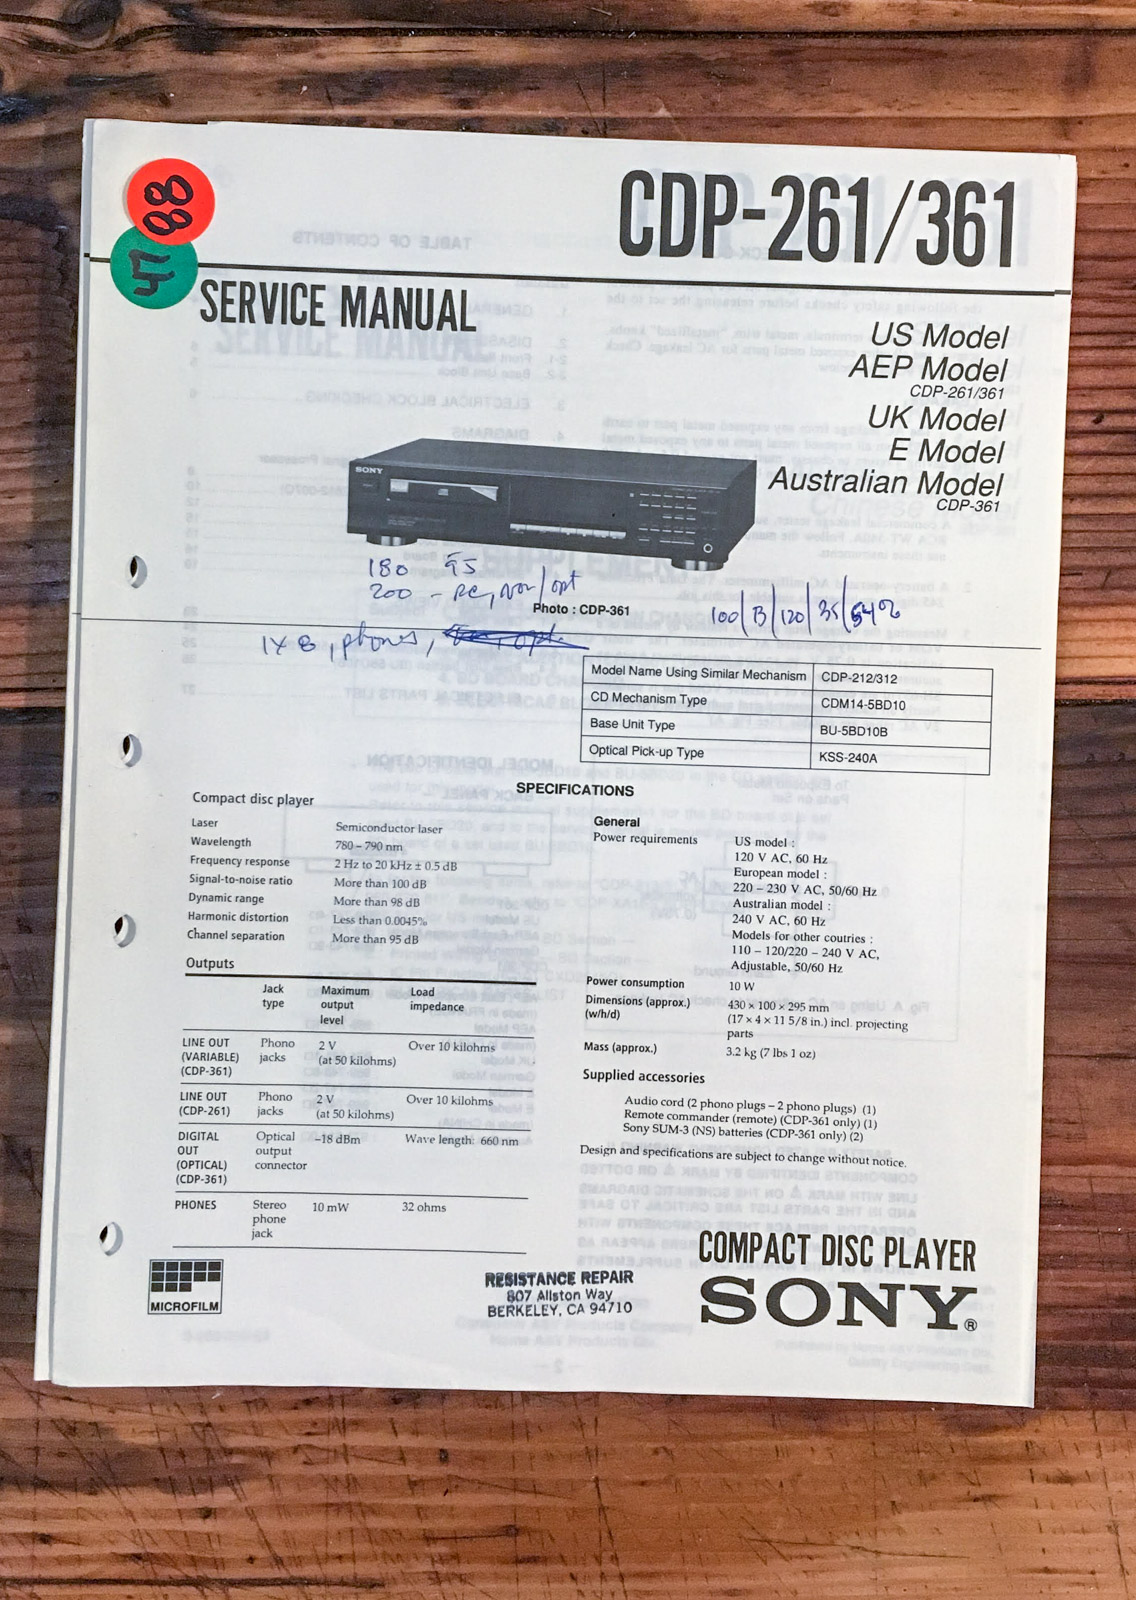 88
45
CDP-261/361
SERVICE MANUAL
US Model
AEP Model
CDP-261/361
UK Model
E Model
Australian Model
CDP-361
SONY
180 95
200 - RC, Var/opt
Photo : CDP-361
100/B/120/35/54%
1X8, phones,
Model Name Using Similar Mechanism CDP-212/312
CD Mechanism Type CDM14-5BD10
Base Unit Type BU-5BD10B
Optical Pick-up Type KSS-240A
SPECIFICATIONS
Compact disc player
Laser Semiconductor laser
Wavelength 780 – 790 nm
Frequency response 2 Hz to 20 kHz ± 0.5 dB
Signal-to-noise ratio More than 100 dB
Dynamic range More than 98 dB
Harmonic distortion Less than 0.0045%
Channel separation More than 95 dB
Outputs
Jack type Maximum output level Load impedance
LINE OUT (VARIABLE) (CDP-361) Phono jacks 2 V (at 50 kilohms) Over 10 kilohms
LINE OUT (CDP-261) Phono jacks 2 V (at 50 kilohms) Over 10 kilohms
DIGITAL OUT (OPTICAL) (CDP-361) Optical output connector –18 dBm Wave length: 660 nm
PHONES Stereo phone jack 10 mW 32 ohms
General
Power requirements US model :
120 V AC, 60 Hz
European model :
220 – 230 V AC, 50/60 Hz
Australian model :
240 V AC, 60 Hz
Models for other coutries :
110 – 120/220 – 240 V AC,
Adjustable, 50/60 Hz
Power consumption 10 W
Dimensions (approx.) 430 × 100 × 295 mm
(w/h/d) (17 × 4 × 11 5/8 in.) incl. projecting
parts
Mass (approx.) 3.2 kg (7 lbs 1 oz)
Supplied accessories
Audio cord (2 phono plugs – 2 phono plugs) (1)
Remote commander (remote) (CDP-361 only) (1)
Sony SUM-3 (NS) batteries (CDP-361 only) (2)
Design and specifications are subject to change without notice.
MICROFILM
RESISTANCE REPAIR
807 Allston Way
BERKELEY, CA 94710
COMPACT DISC PLAYER
SONY®